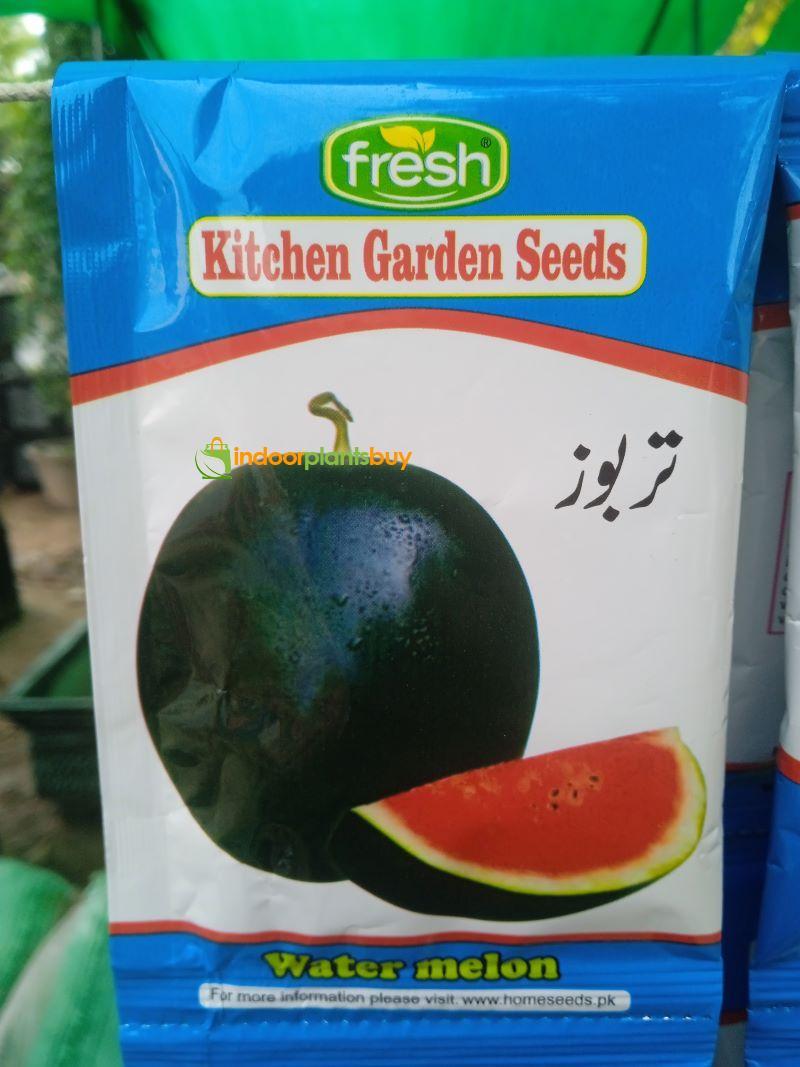 fresh®
Kitchen Garden Seeds
indoorplantsbuy
تربوز
Water melon
For more information please visit. www.homeseeds.pk